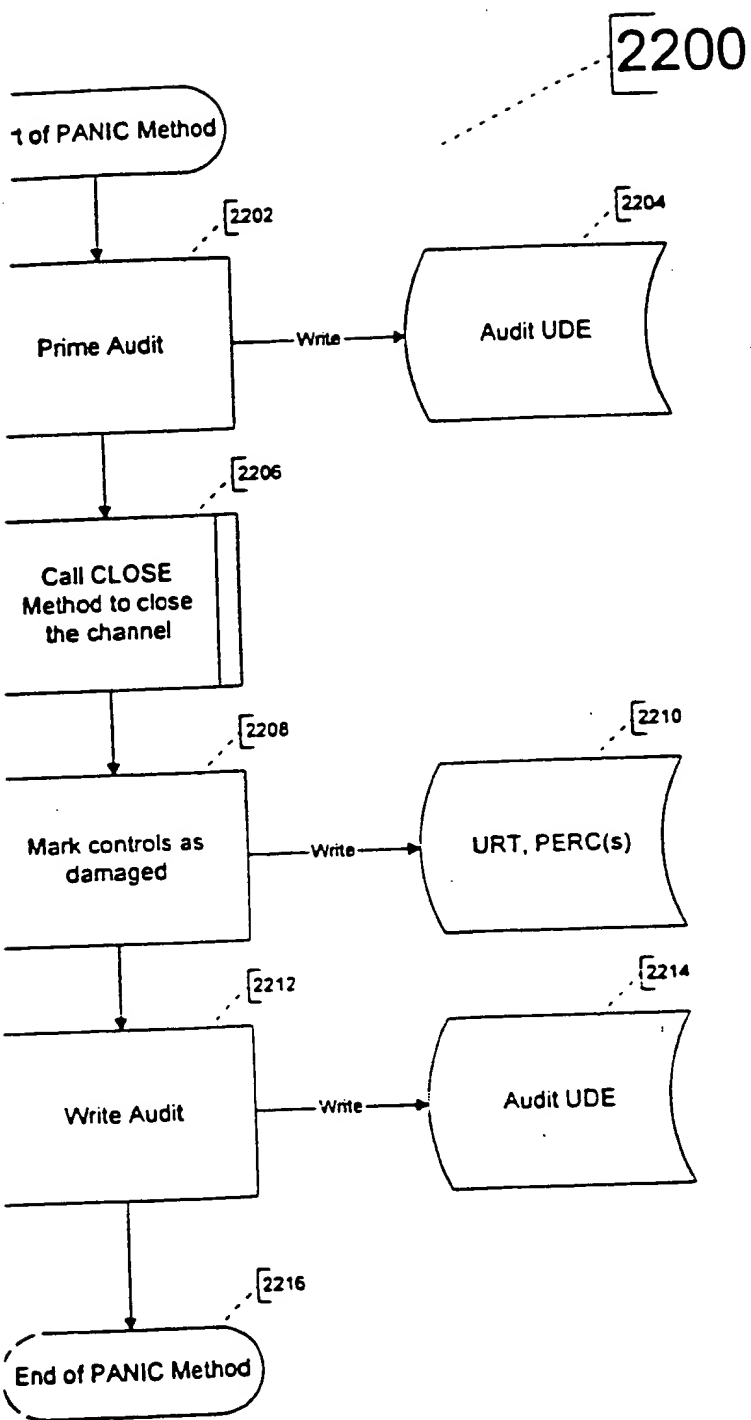 2200
t of PANIC Method
2202
2204
Prime Audit
Write
Audit UDE
2206
Call CLOSE
Method to close
the channel
2208
2210
Mark controls as
damaged
Write
URT, PERC(s)
2212
2214
Write Audit
Write
Audit UDE
2216
End of PANIC Method